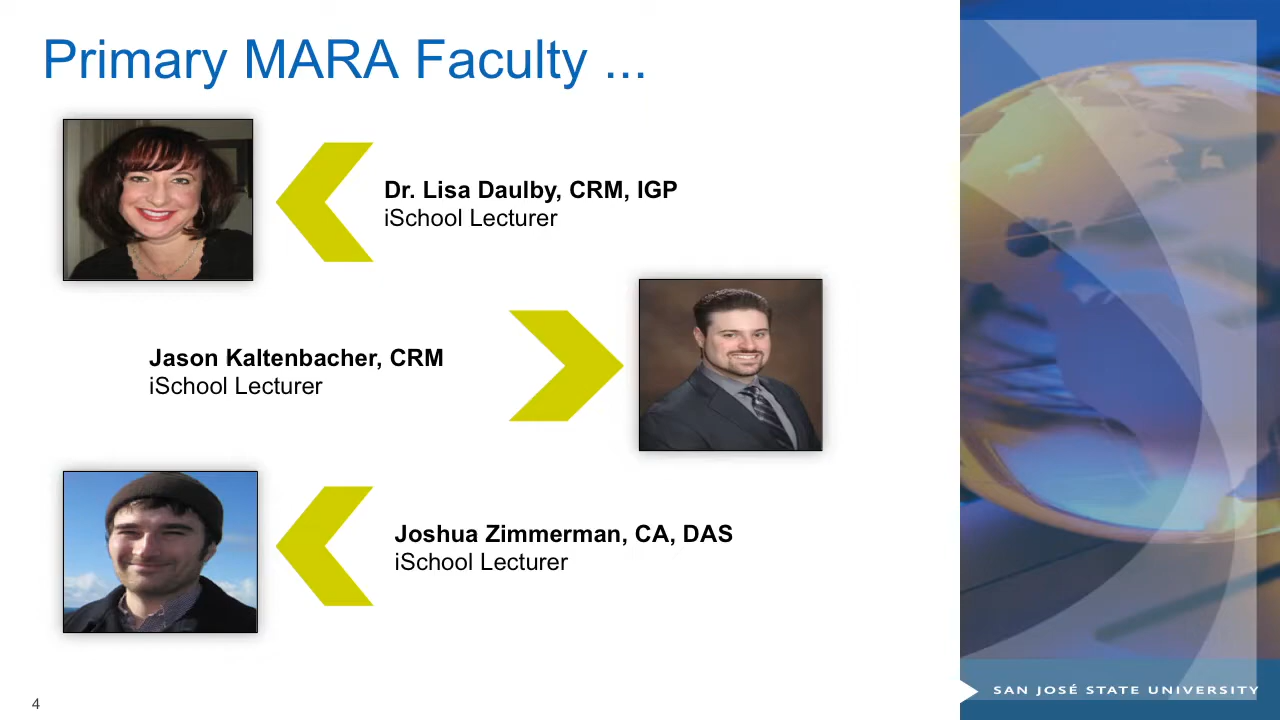 Primary MARA Faculty ...
Dr. Lisa Daulby, CRM, IGP
iSchool Lecturer
Jason Kaltenbacher, CRM
iSchool Lecturer
Joshua Zimmerman, CA, DAS
iSchool Lecturer
4
SAN JOSÉ STATE UNIVERSITY